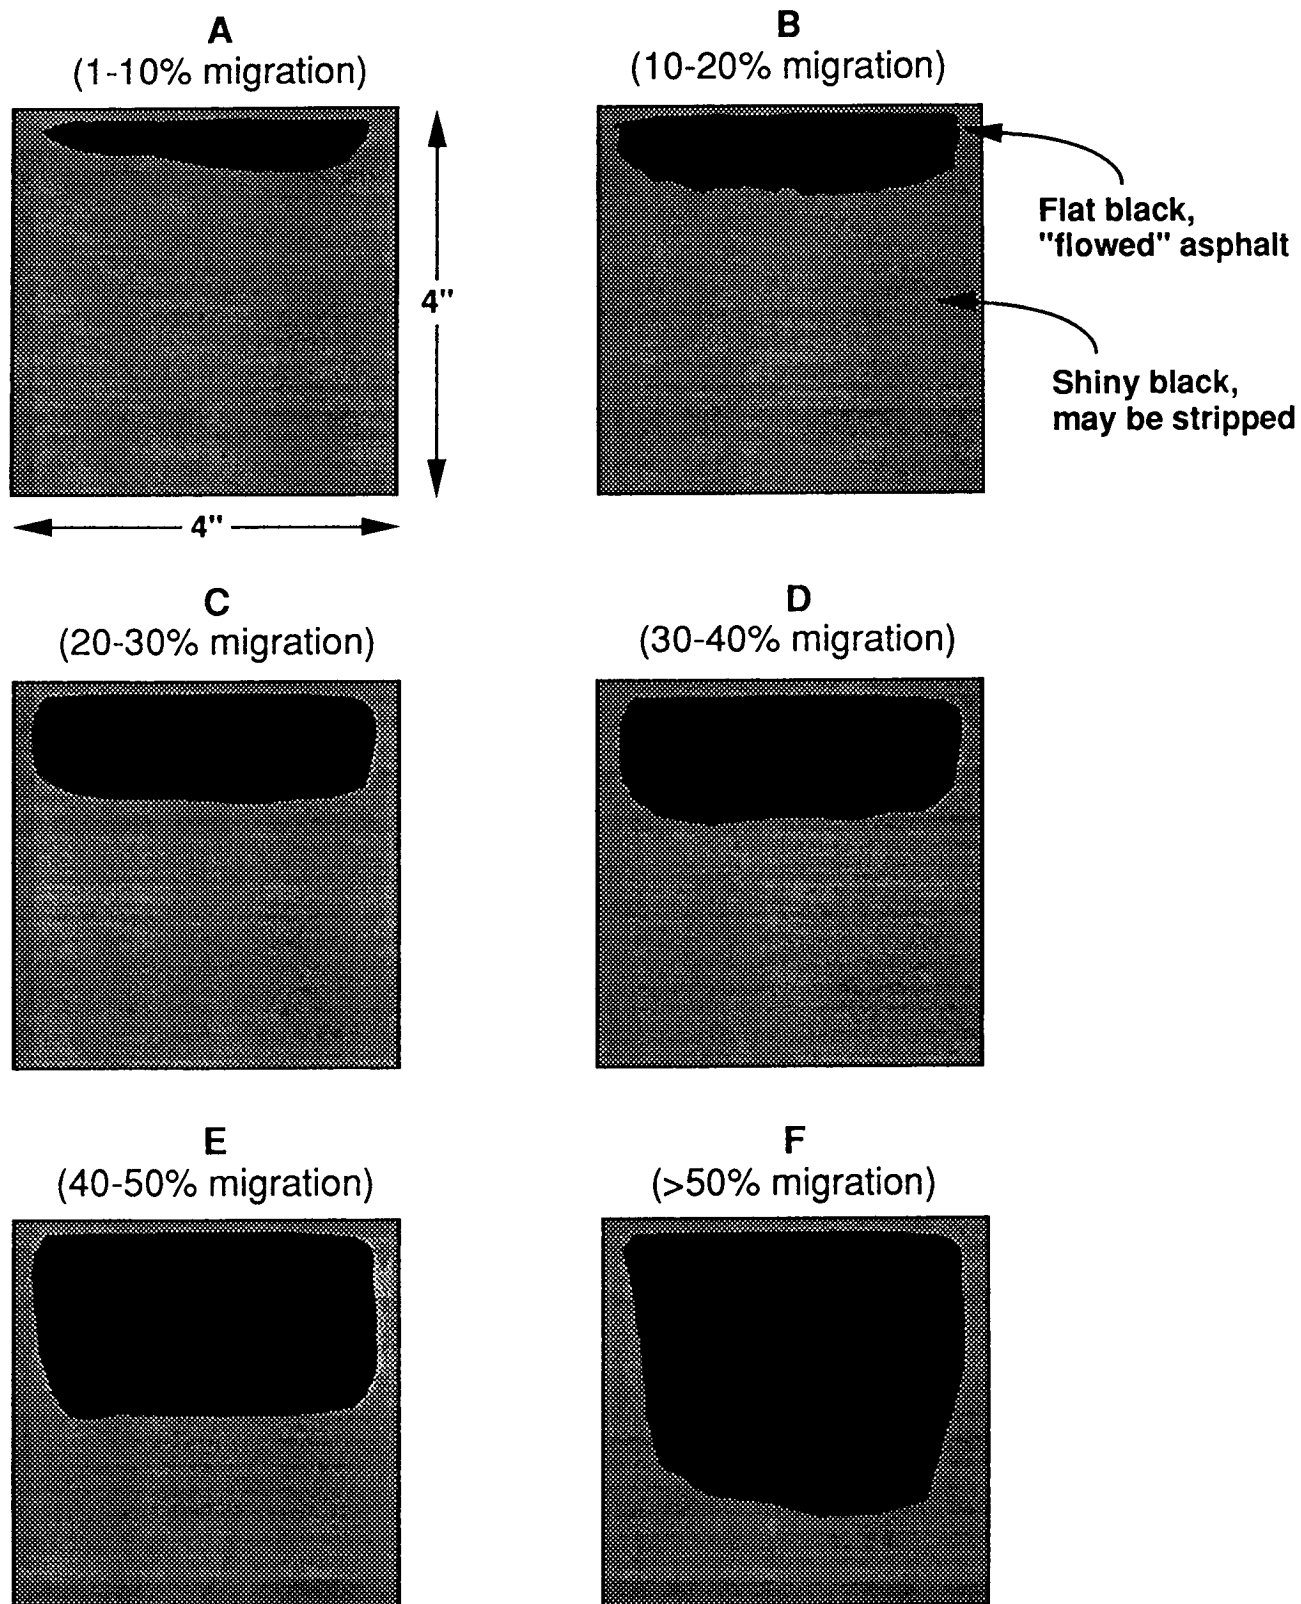 A
(1-10% migration)
B
(10-20% migration)
4"
4"
Flat black,
"flowed" asphalt
Shiny black,
may be stripped
C
(20-30% migration)
D
(30-40% migration)
E
(40-50% migration)
F
(>50% migration)